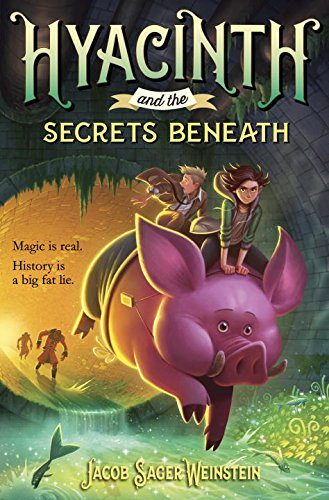 HYACINTH
and the
SECRETS BENEATH
Magic is real.
History is
a big fat lie.
JACOB SAGER WEINSTEIN